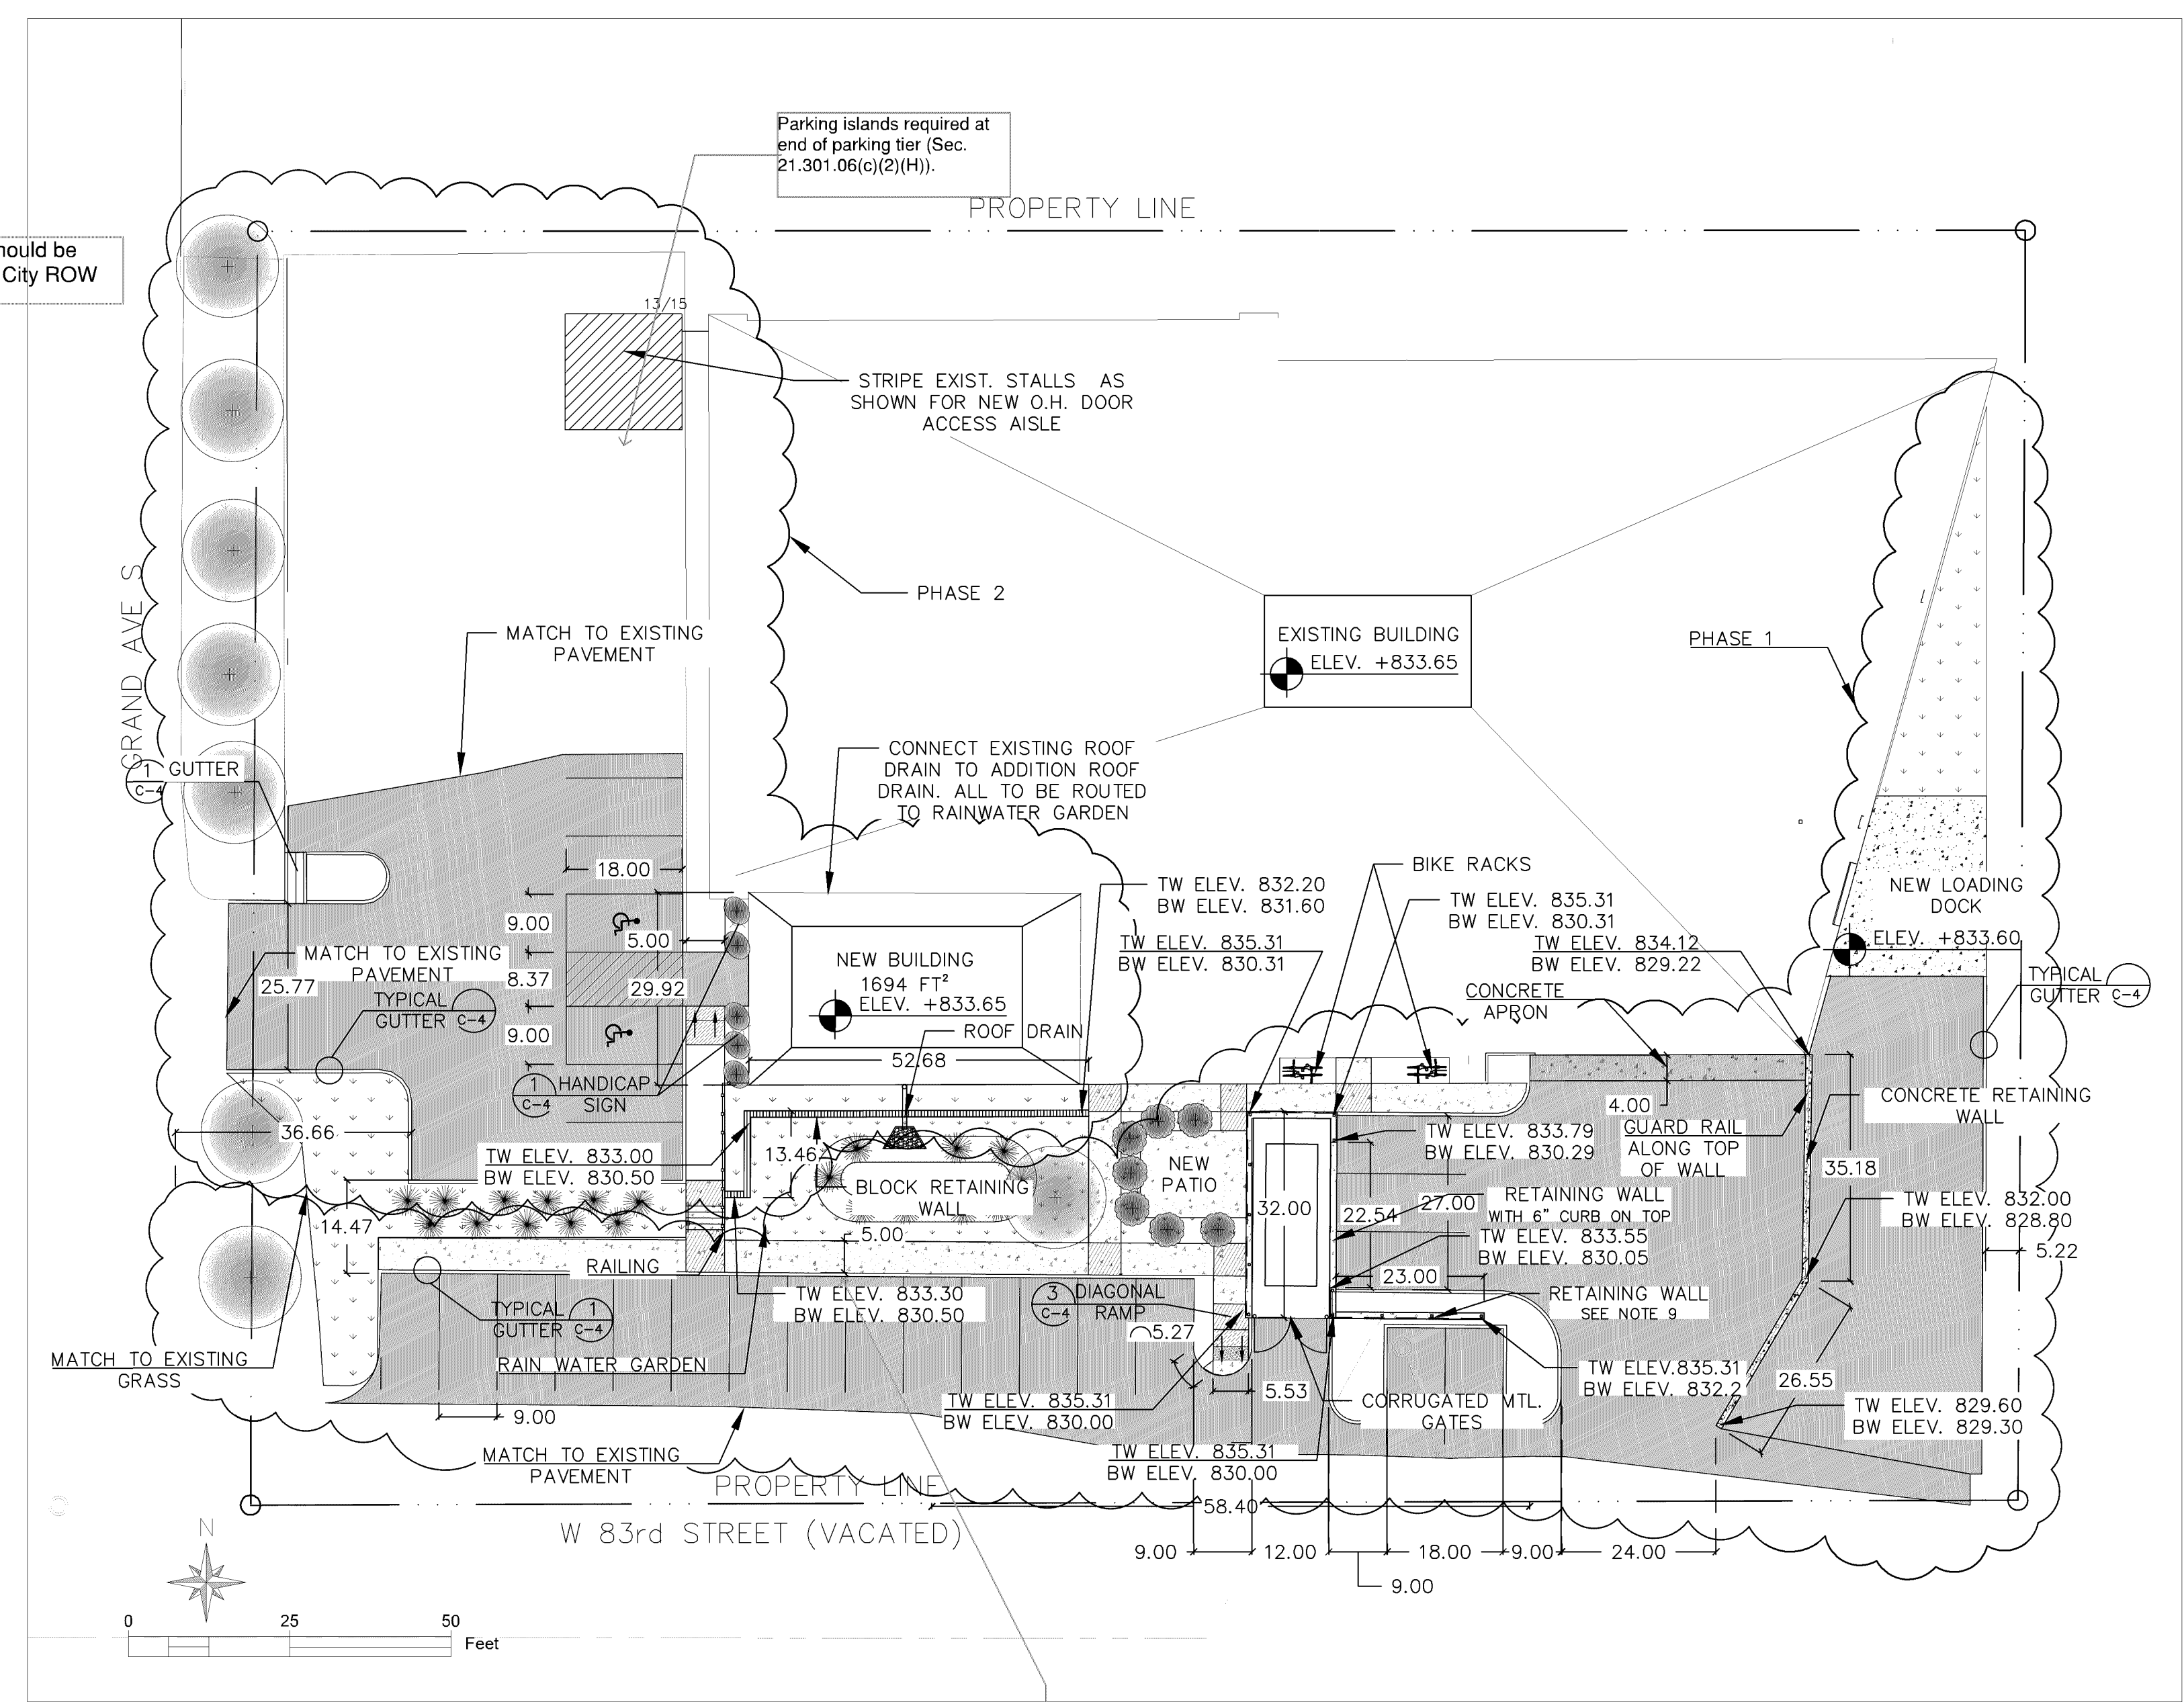 Parking islands required at
end of parking tier (Sec.
21.301.06(c)(2)(H)).
PROPERTY LINE
hould be
City ROW
13/15
STRIPE EXIST. STALLS AS
SHOWN FOR NEW O.H. DOOR
ACCESS AISLE
GRAND AVE S
PHASE 2
MATCH TO EXISTING
PAVEMENT
EXISTING BUILDING
ELEV. +833.65
PHASE 1
1
C-4
GUTTER
CONNECT EXISTING ROOF
DRAIN TO ADDITION ROOF
DRAIN. ALL TO BE ROUTED
TO RAINWATER GARDEN
18.00
9.00
5.00
8.37
29.92
9.00
MATCH TO EXISTING
PAVEMENT
25.77
TYPICAL
GUTTER C-4
NEW BUILDING
1694 FT²
ELEV. +833.65
ROOF DRAIN
52.68
TW ELEV. 832.20
BW ELEV. 831.60
BIKE RACKS
TW ELEV. 835.31
BW ELEV. 830.31
TW ELEV. 835.31
BW ELEV. 830.31
TW ELEV. 834.12
BW ELEV. 829.22
NEW LOADING
DOCK
ELEV. +833.60
TYPICAL
GUTTER C-4
CONCRETE
APRON
1
C-4
HANDICAP
SIGN
36.66
TW ELEV. 833.00
BW ELEV. 830.50
13.46
BLOCK RETAINING
WALL
NEW
PATIO
32.00
TW ELEV. 833.79
BW ELEV. 830.29
4.00
GUARD RAIL
ALONG TOP
OF WALL
CONCRETE RETAINING
WALL
35.18
22.54
27.00
RETAINING WALL
WITH 6" CURB ON TOP
TW ELEV. 833.55
BW ELEV. 830.05
TW ELEV. 832.00
BW ELEV. 828.80
5.22
14.47
5.00
RAILING
23.00
TYPICAL
GUTTER
1
C-4
TW ELEV. 833.30
BW ELEV. 830.50
3
C-4
DIAGONAL
RAMP
5.27
RETAINING WALL
SEE NOTE 9
MATCH TO EXISTING
GRASS
RAIN WATER GARDEN
TW ELEV.835.31
BW ELEV. 832.2
26.55
5.53
TW ELEV. 835.31
BW ELEV. 830.00
CORRUGATED MTL.
GATES
TW ELEV. 829.60
BW ELEV. 829.30
9.00
MATCH TO EXISTING
PAVEMENT
TW ELEV. 835.31
BW ELEV. 830.00
PROPERTY LINE
58.40
W 83rd STREET (VACATED)
9.00
12.00
18.00
9.00
24.00
9.00
N
0 25 50
Feet